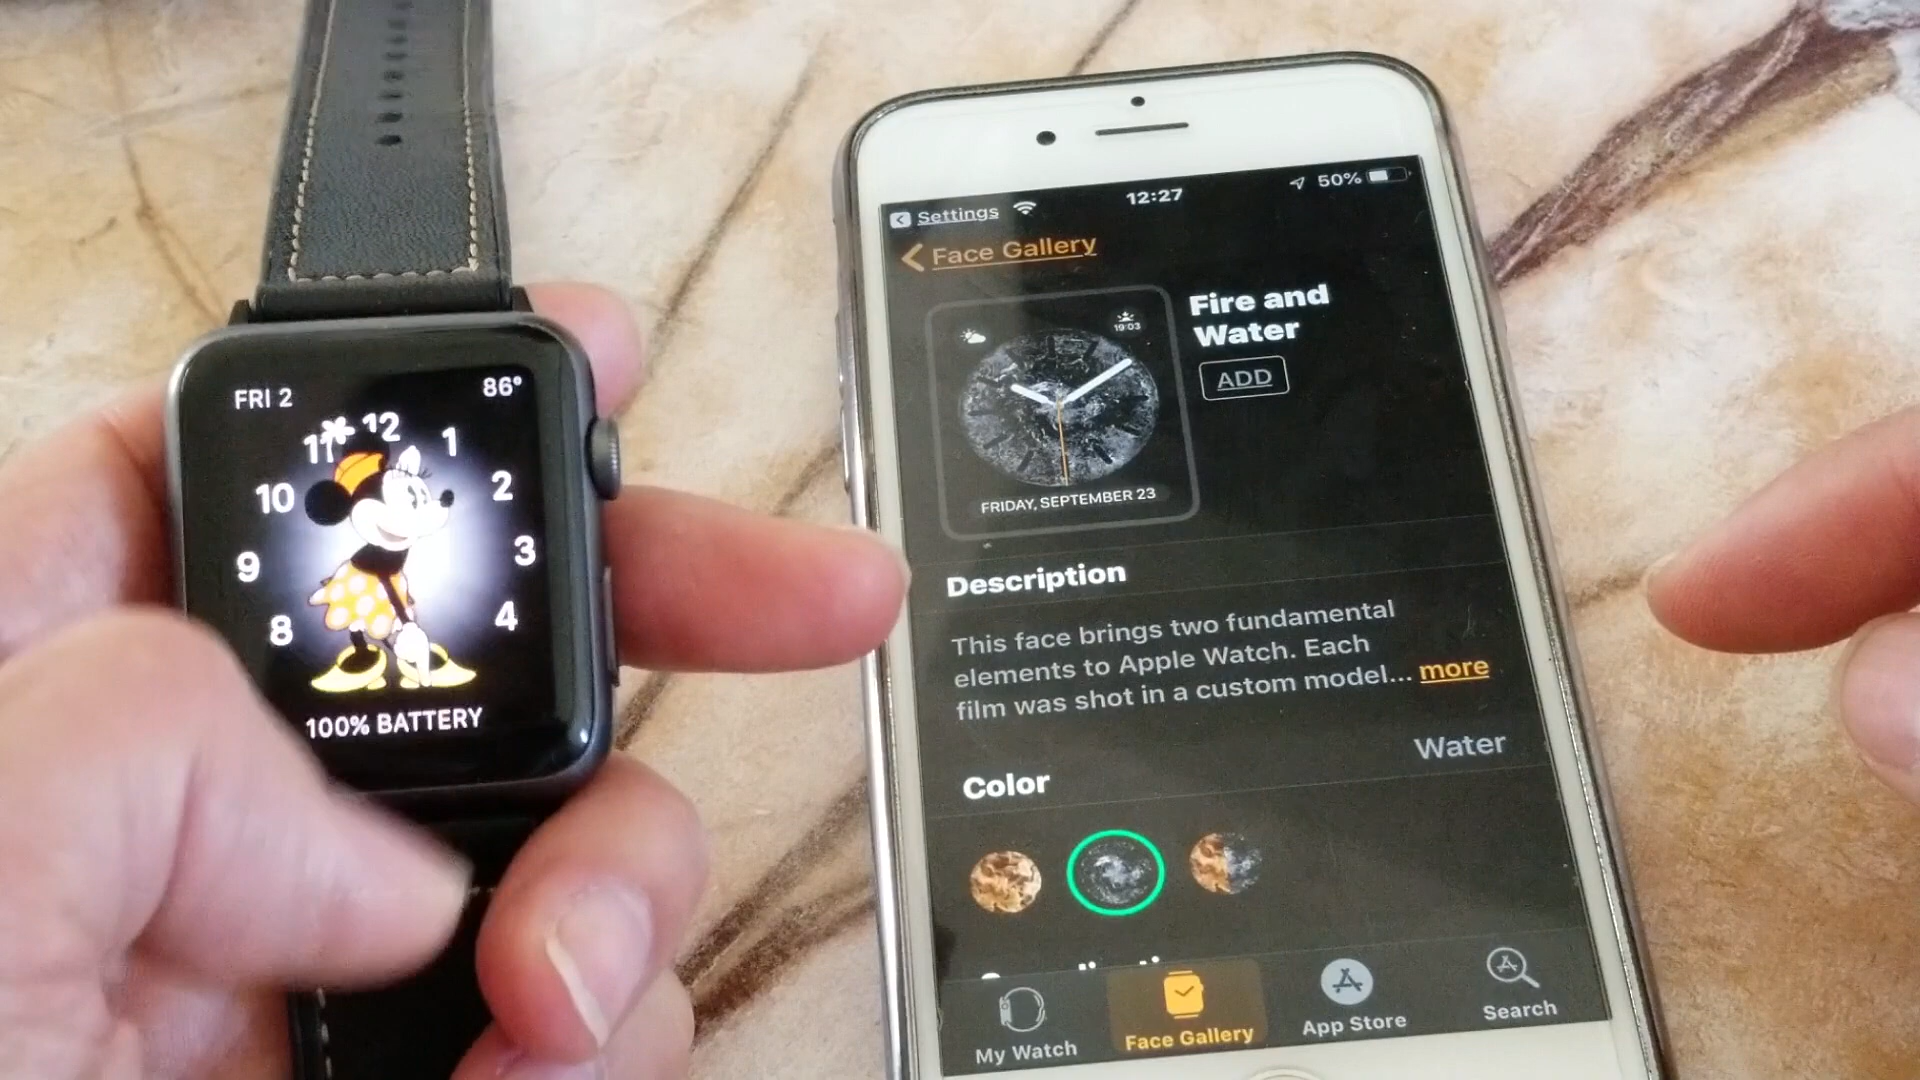 FRI 2
86°
11
12
1
10
2
9
3
8
4
100% BATTERY
Settings
12:27
50%
Face Gallery
19:03
FRIDAY, SEPTEMBER 23
Fire and
Water
ADD
Description
This face brings two fundamental
elements to Apple Watch. Each
film was shot in a custom model... more
Color
Water
My Watch
Face Gallery
App Store
Search